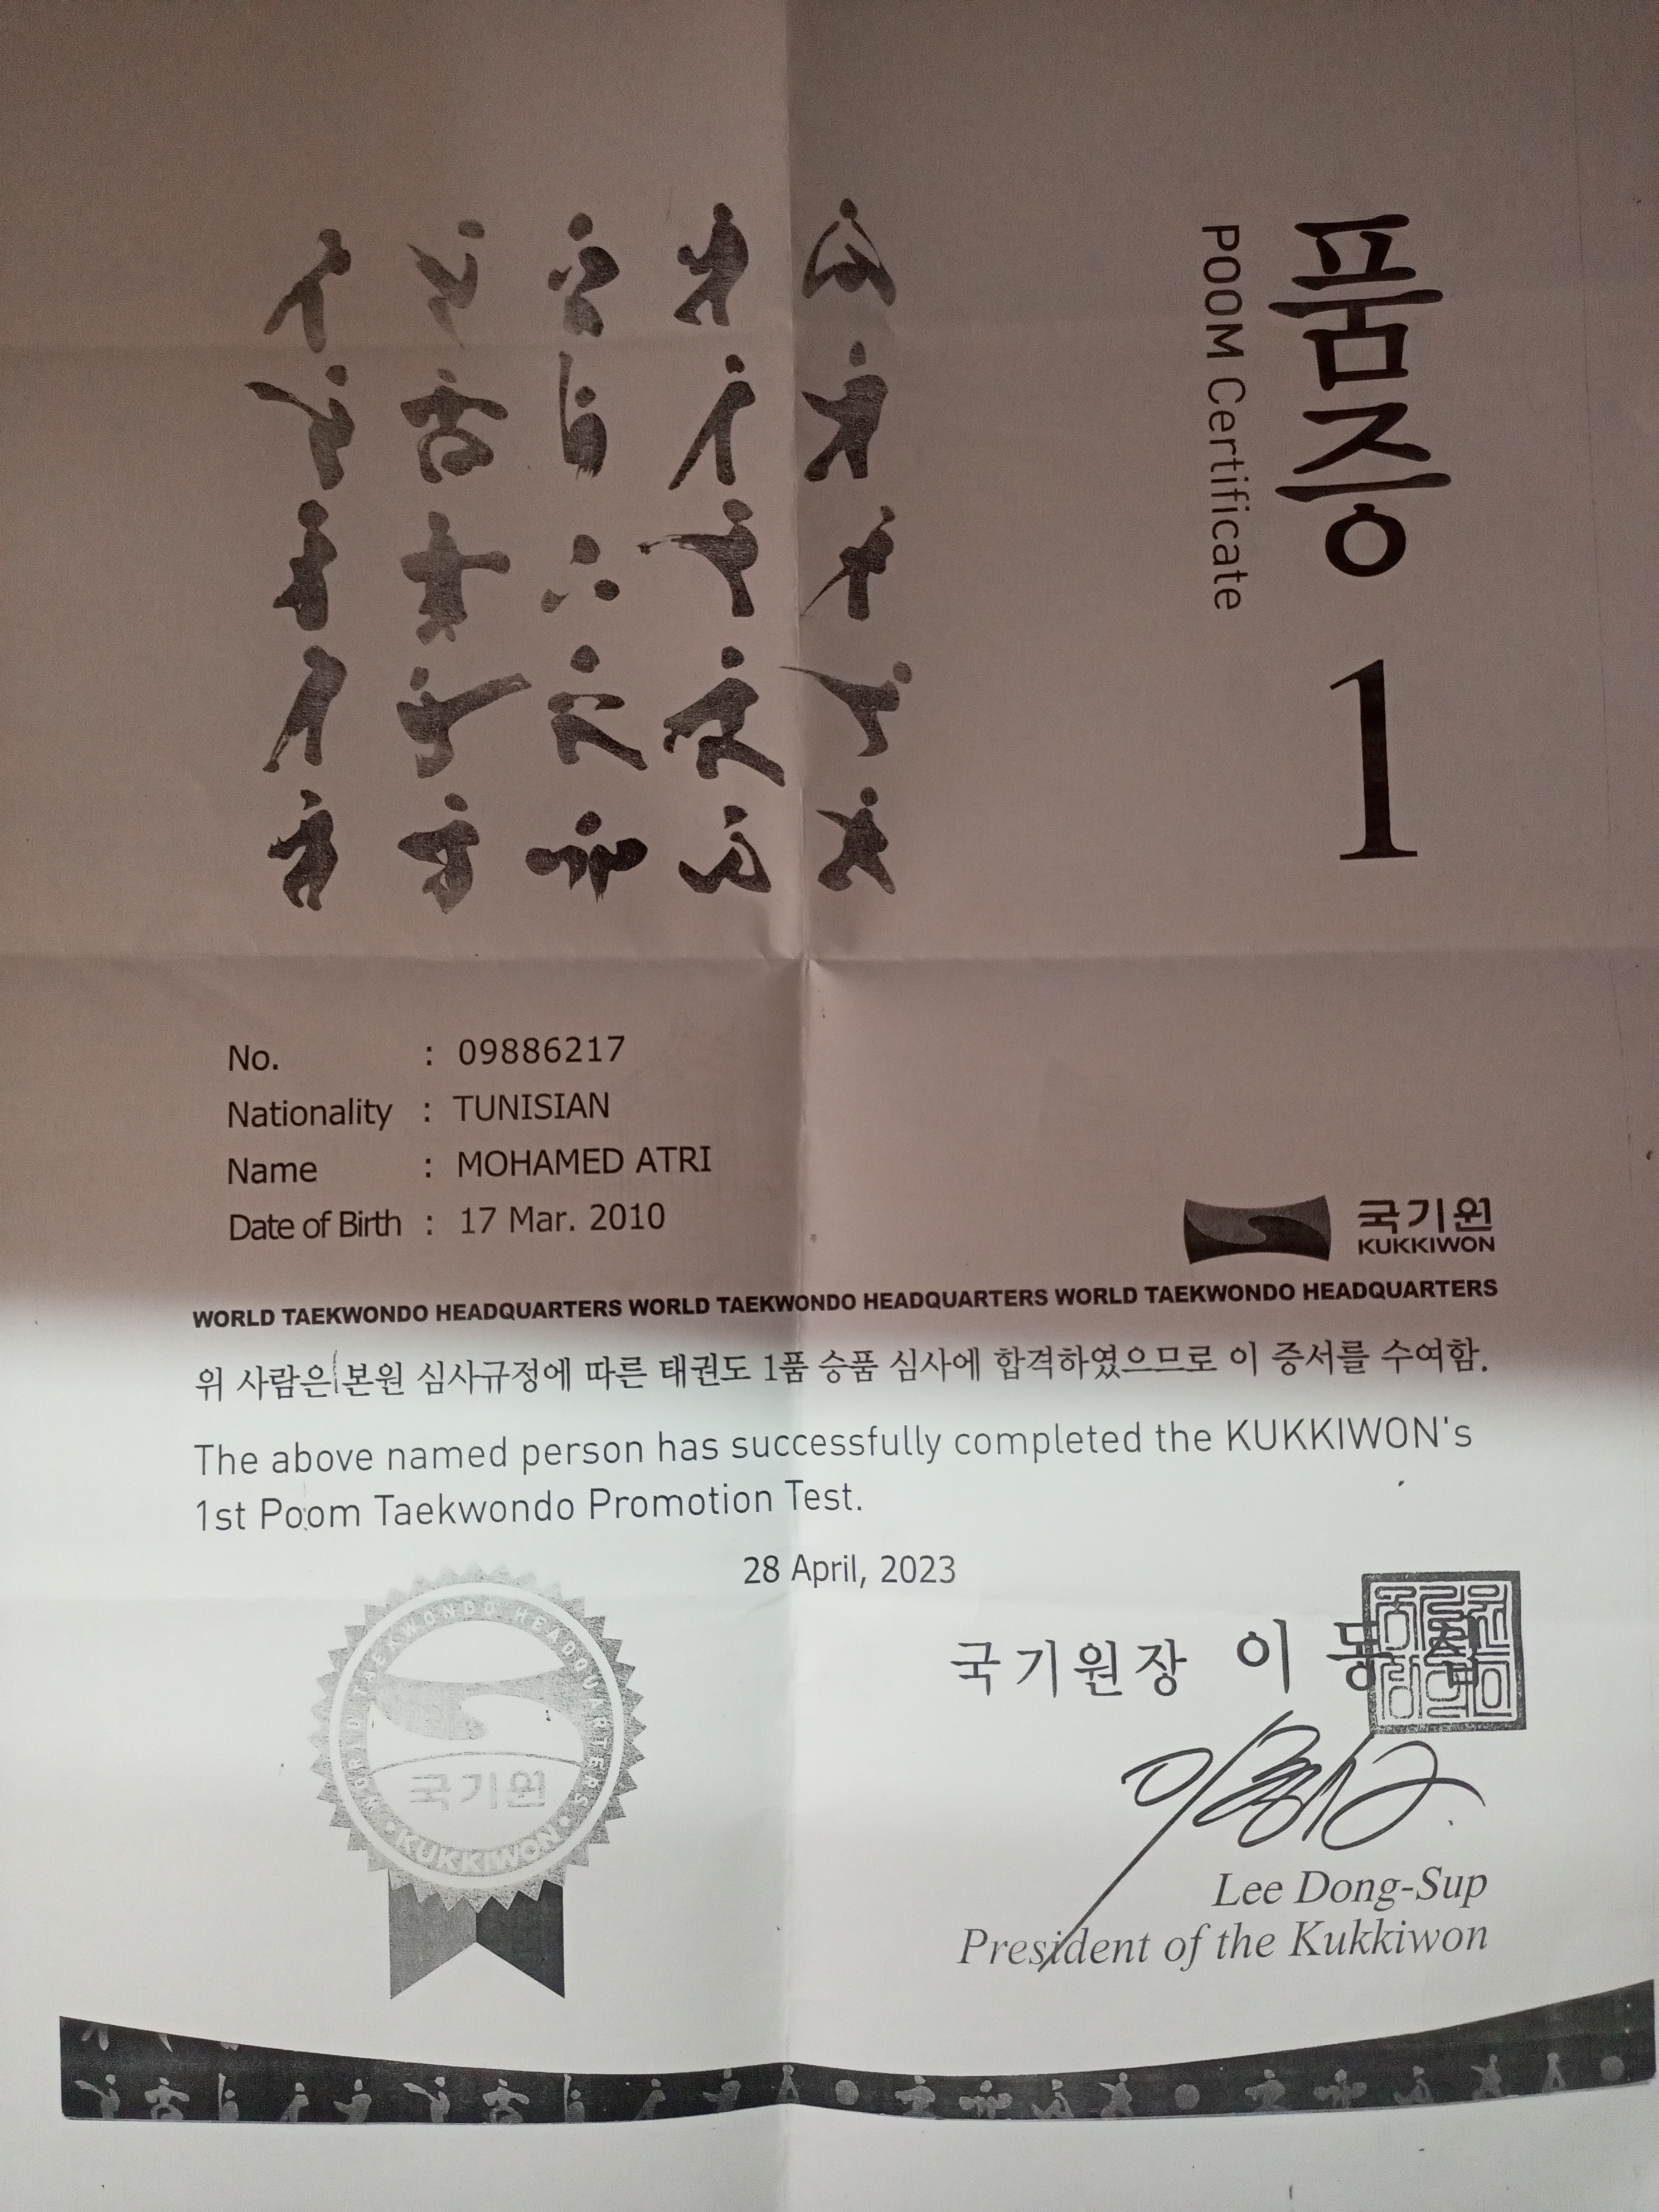 품증 1
POOM Certificate
No. : 09886217
Nationality : TUNISIAN
Name : MOHAMED ATRI
Date of Birth : 17 Mar. 2010
국기원
KUKKIWON
WORLD TAEKWONDO HEADQUARTERS WORLD TAEKWONDO HEADQUARTERS WORLD TAEKWONDO HEADQUARTERS
위 사람은 본원 심사규정에 따른 태권도 1품 승품 심사에 합격하였으므로 이 증서를 수여함.
The above named person has successfully completed the KUKKIWON's
1st Poom Taekwondo Promotion Test.
28 April, 2023
WORLD TAEKWONDO HEADQUARTERS
국기원
KUKKIWON
국기원장 이 동 섭
Lee Dong-Sup
President of the Kukkiwon